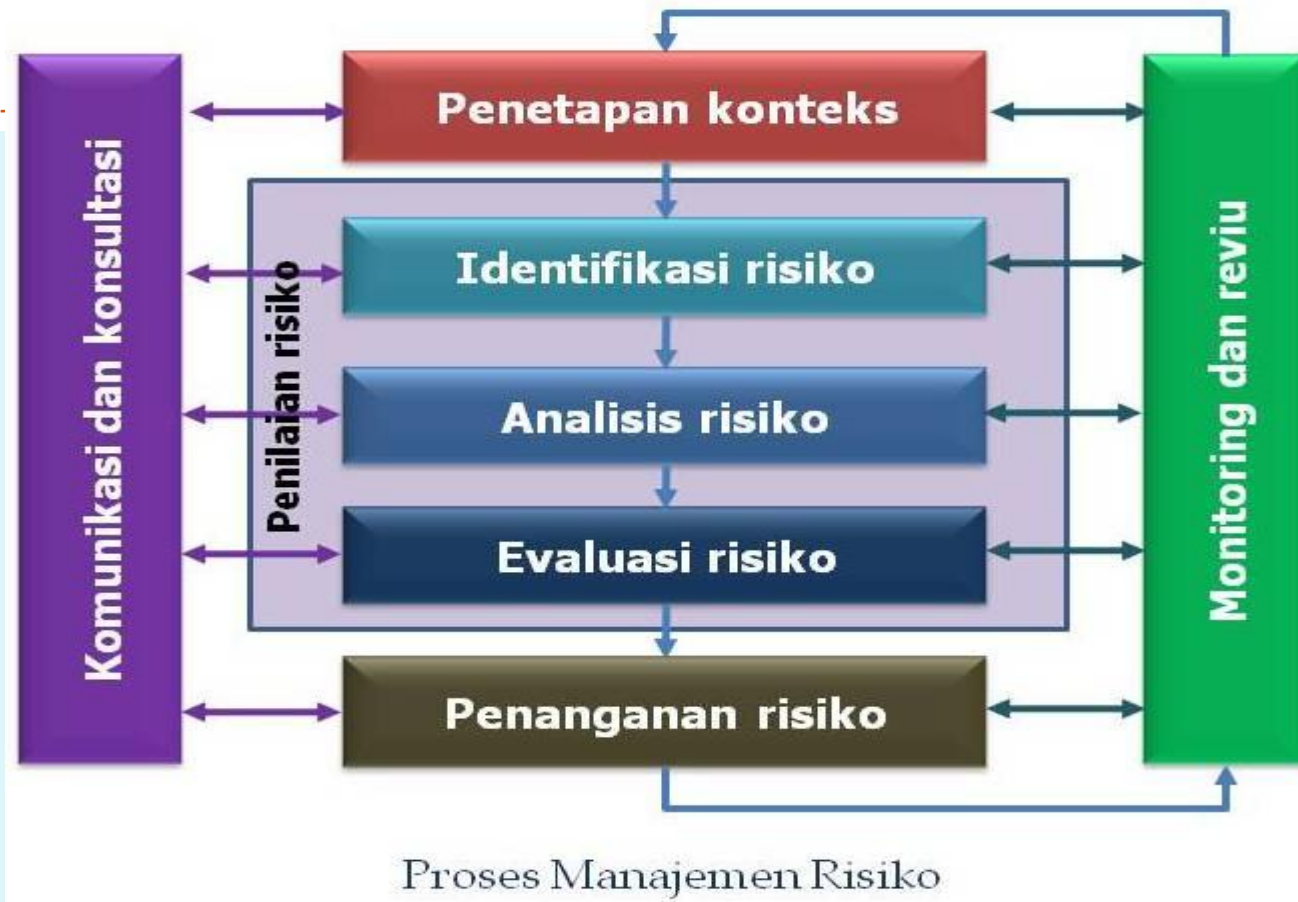 Komunikasi dan konsultasi
Penetapan konteks
Penilaian risiko
Identifikasi risiko
Analisis risiko
Evaluasi risiko
Penanganan risiko
Monitoring dan reviu
Proses Manajemen Risiko